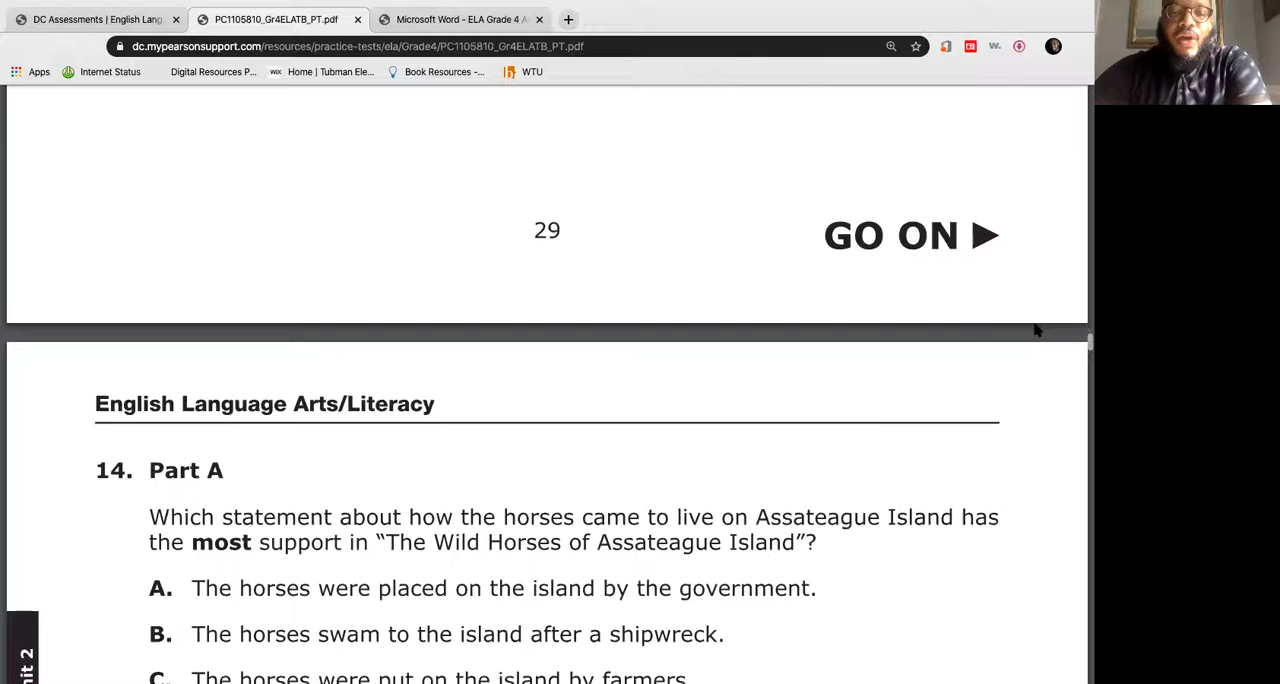 DC Assessments | English Lang
PC1105810_Gr4ELATB_PT.pdf
Microsoft Word - ELA Grade 4 A
dc.mypearsonsupport.com/resources/practice-tests/ela/Grade4/PC1105810_Gr4ELATB_PT.pdf
Apps
Internet Status
Digital Resources P...
WIX
Home | Tubman Ele...
Book Resources -...
WTU
29
GO ON ►
English Language Arts/Literacy
14. Part A
Which statement about how the horses came to live on Assateague Island has
the most support in “The Wild Horses of Assateague Island”?
A. The horses were placed on the island by the government.
B. The horses swam to the island after a shipwreck.
C. The horses were put on the island by farmers.
nit 2